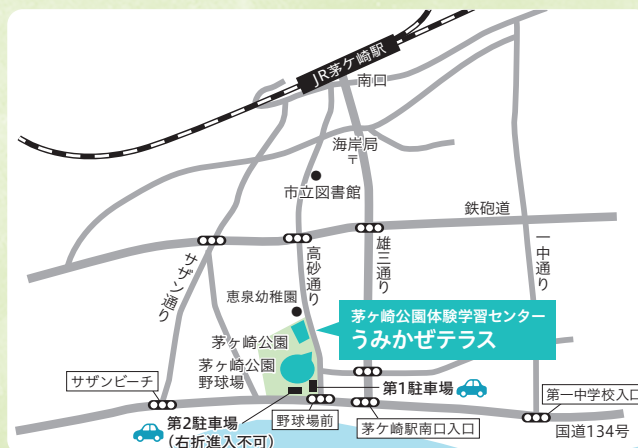 JR茅ケ崎駅
南口
海岸局
〒
市立図書館
鉄砲道
サザン通り
高砂通り
雄三通り
一中通り
恵泉幼稚園
茅ヶ崎公園体験学習センター
うみかぜテラス
茅ヶ崎公園
茅ヶ崎公園
野球場
サザンビーチ
第1駐車場
第一中学校入口
第2駐車場
(右折進入不可)
野球場前
茅ケ崎駅南口入口
国道134号